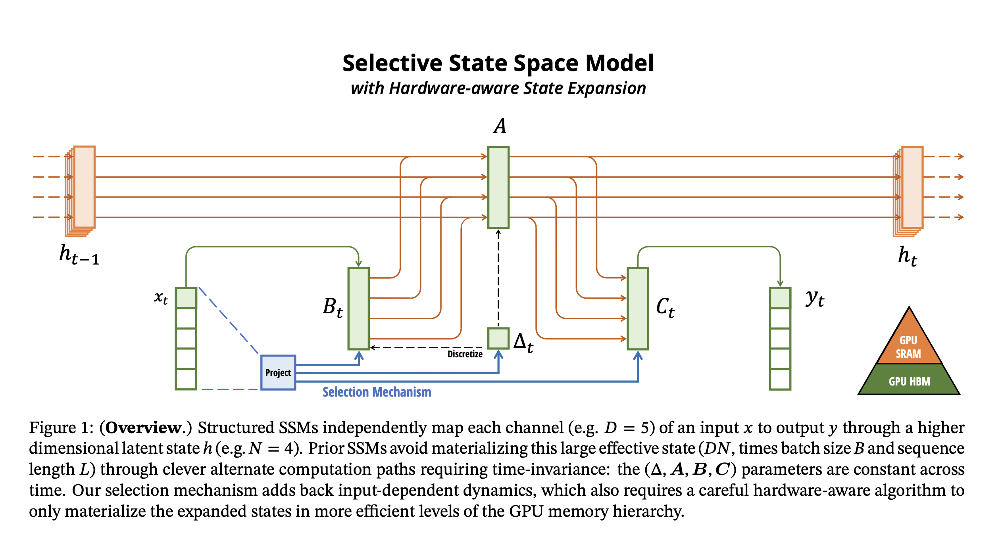 Selective State Space Model
with Hardware-aware State Expansion
A
h_{t−1}
h_t
x_t
B_t
C_t
y_t
Δ_t
Discretize
Project
Selection Mechanism
GPU
SRAM
GPU HBM
Figure 1: (Overview.) Structured SSMs independently map each channel (e.g. D = 5) of an input x to output y through a higher
dimensional latent state h (e.g. N = 4). Prior SSMs avoid materializing this large effective state (DN, times batch size B and sequence
length L) through clever alternate computation paths requiring time-invariance: the (Δ, A, B, C) parameters are constant across
time. Our selection mechanism adds back input-dependent dynamics, which also requires a careful hardware-aware algorithm to
only materialize the expanded states in more efficient levels of the GPU memory hierarchy.